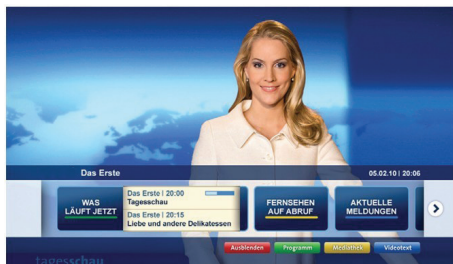 Das Erste
05.02.10 | 20:06
WAS
LÄUFT JETZT
Das Erste | 20:00
Tagesschau
Das Erste | 20:15
Liebe und andere Delikatessen
FERNSEHEN
AUF ABRUF
AKTUELLE
MELDUNGEN
Ausblenden
Programm
Mediathek
Videotext
tagesschau